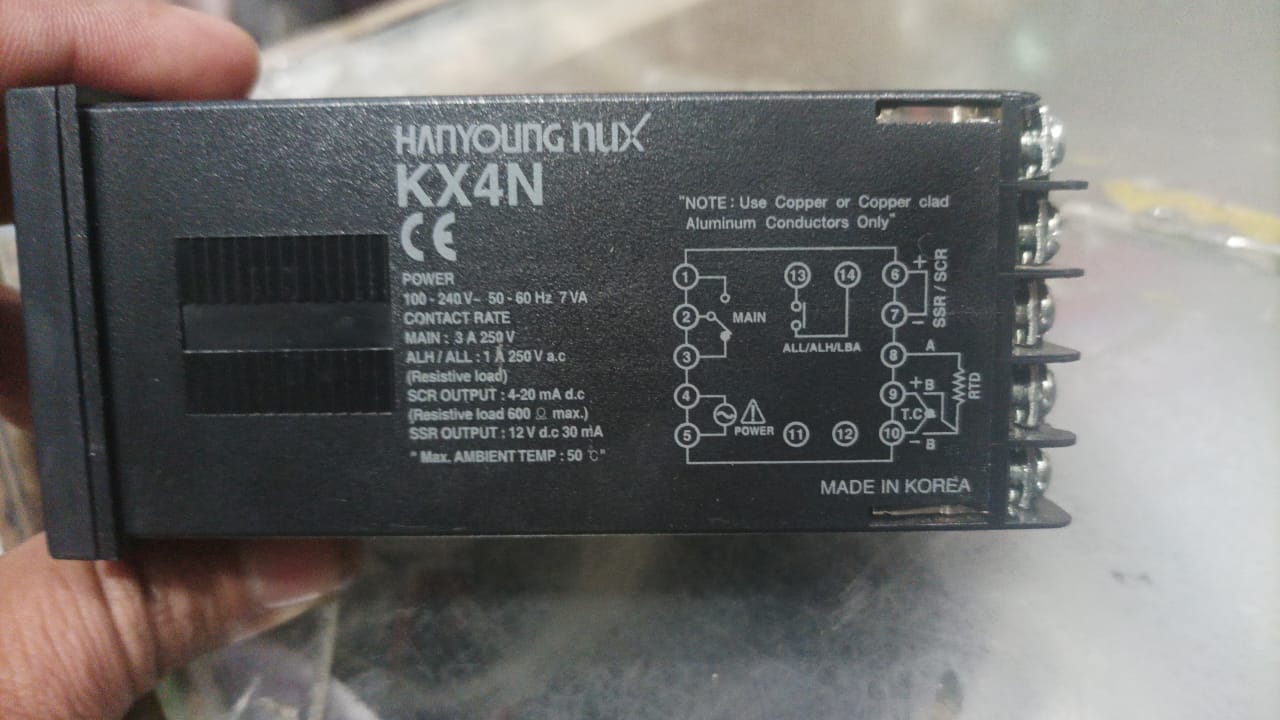 HANYOUNG nux
KX4N
CE
POWER
100 - 240 V~ 50 - 60 Hz 7 VA
CONTACT RATE
MAIN : 3 A 250 V
ALH / ALL : 1 A 250 V a.c
(Resistive load)
SCR OUTPUT : 4-20 mA d.c
(Resistive load 600 Ω max.)
SSR OUTPUT : 12 V d.c 30 mA
" Max. AMBIENT TEMP : 50 ℃"
"NOTE : Use Copper or Copper clad
Aluminum Conductors Only"
1
2
3
MAIN
4
5
POWER
13
14
ALL/ALH/LBA
11
12
6 +
7 −
SSR / SCR
8 A
9 + B
T.C
10 − B
RTD
MADE IN KOREA